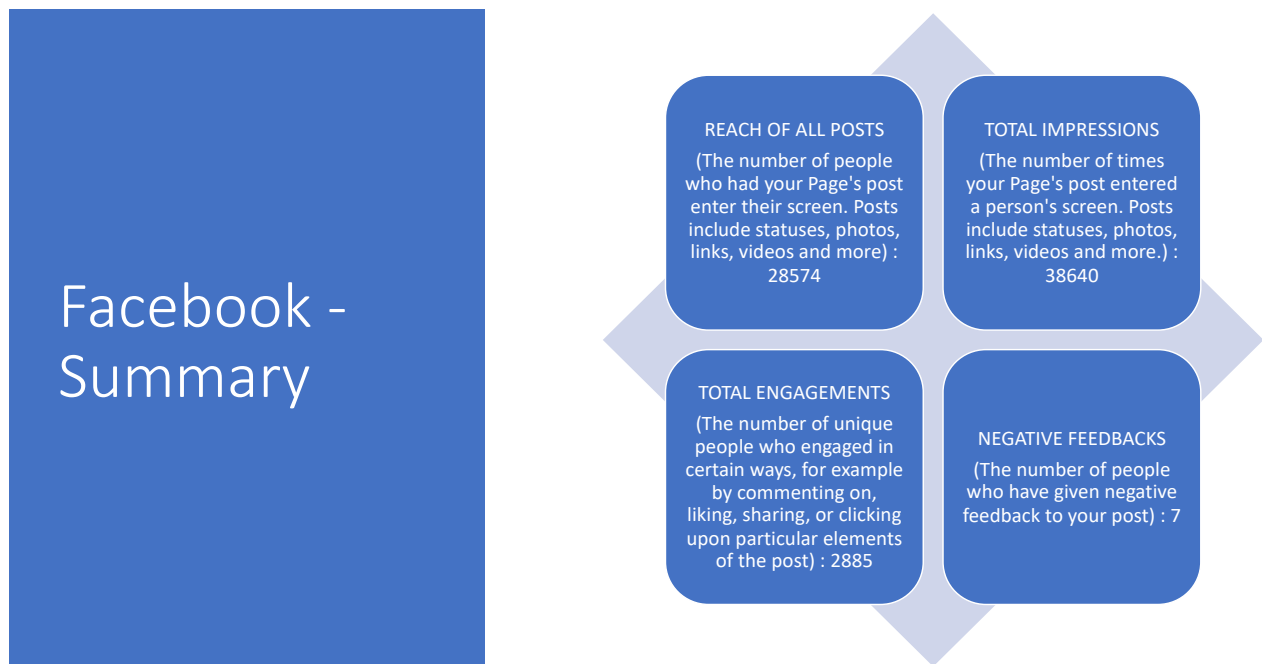 Facebook -
Summary
REACH OF ALL POSTS
(The number of people
who had your Page's post
enter their screen. Posts
include statuses, photos,
links, videos and more) :
28574
TOTAL IMPRESSIONS
(The number of times
your Page's post entered
a person's screen. Posts
include statuses, photos,
links, videos and more.) :
38640
TOTAL ENGAGEMENTS
(The number of unique
people who engaged in
certain ways, for example
by commenting on,
liking, sharing, or clicking
upon particular elements
of the post) : 2885
NEGATIVE FEEDBACKS
(The number of people
who have given negative
feedback to your post) : 7